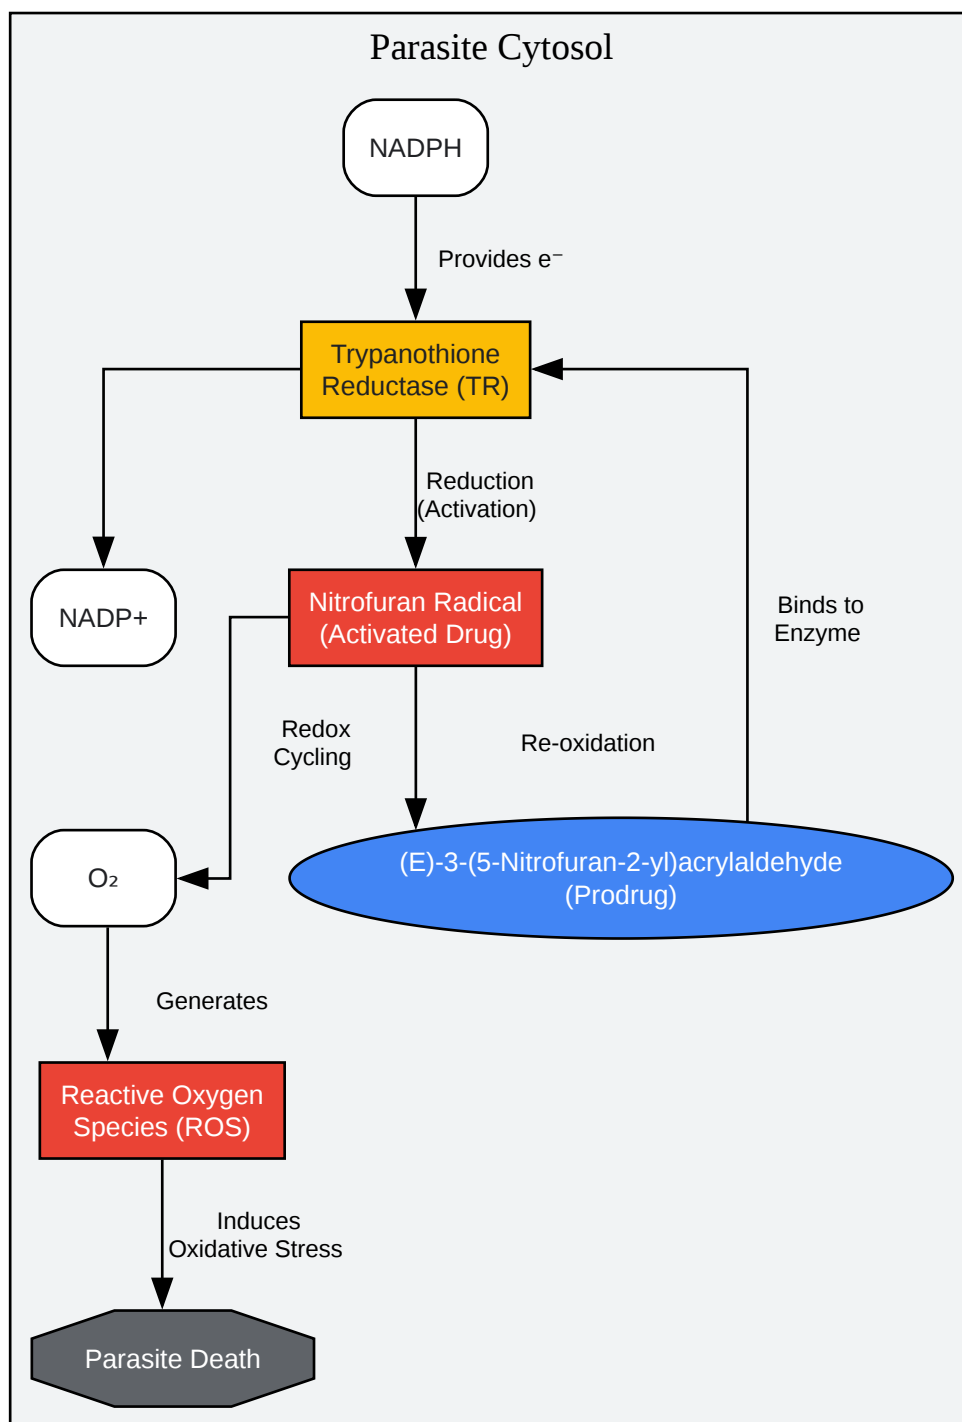 Parasite Cytosol
NADPH
Provides e⁻
Trypanothione
Reductase (TR)
Reduction
(Activation)
NADP+
Nitrofuran Radical
(Activated Drug)
Binds to
Enzyme
Redox
Cycling
Re-oxidation
O₂
(E)-3-(5-Nitrofuran-2-yl)acrylaldehyde
(Prodrug)
Generates
Reactive Oxygen
Species (ROS)
Induces
Oxidative Stress
Parasite Death